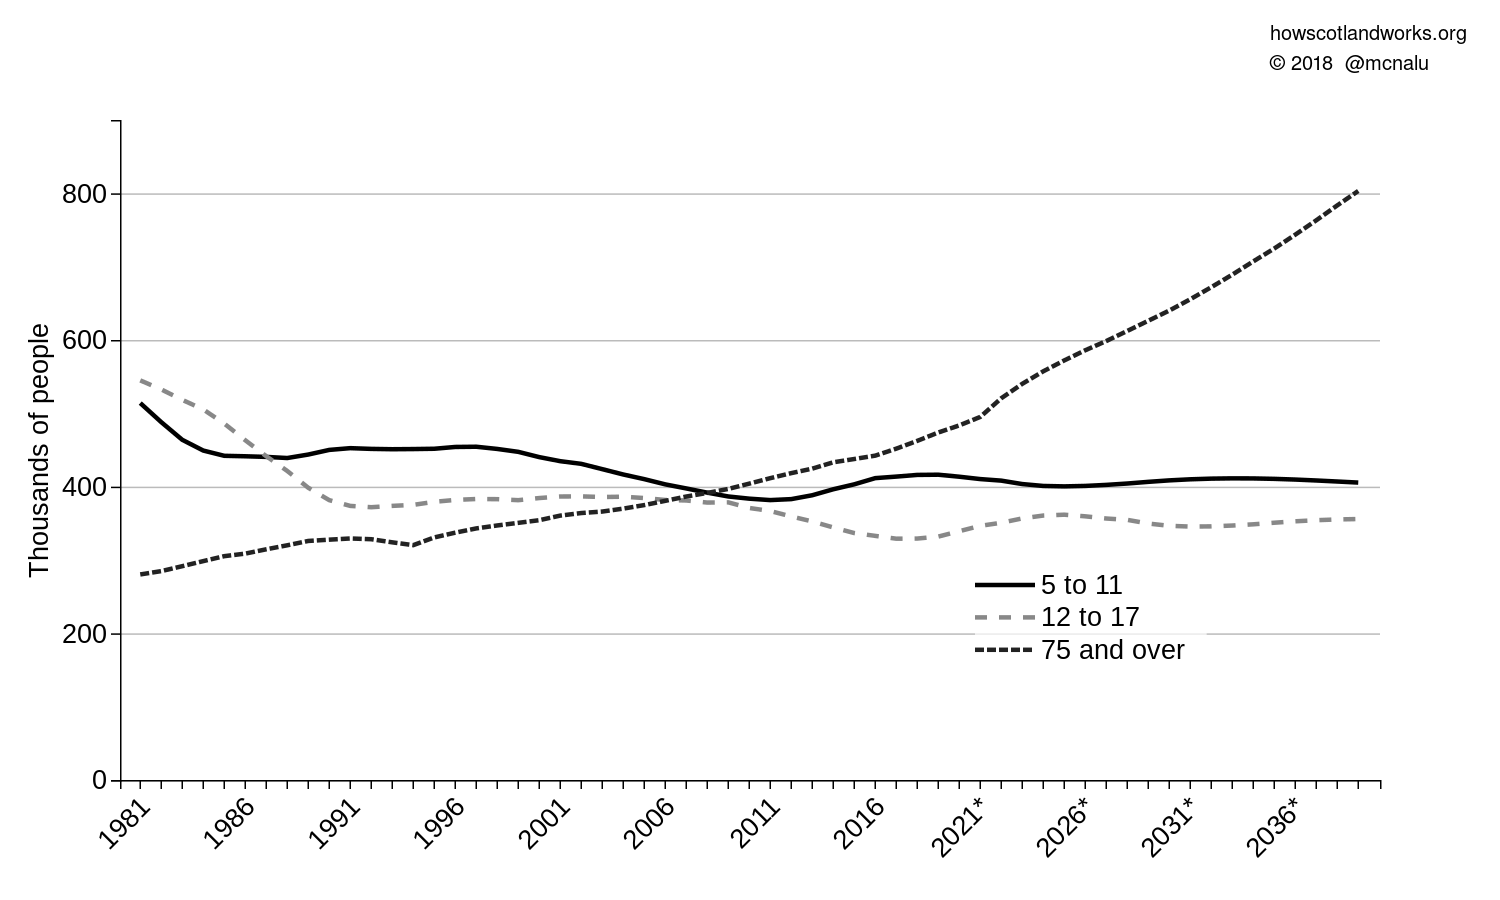 howscotlandworks.org
© 2018 @mcnalu
Thousands of people
800
600
400
200
0
5 to 11
12 to 17
75 and over
1981
1986
1991
1996
2001
2006
2011
2016
2021*
2026*
2031*
2036*